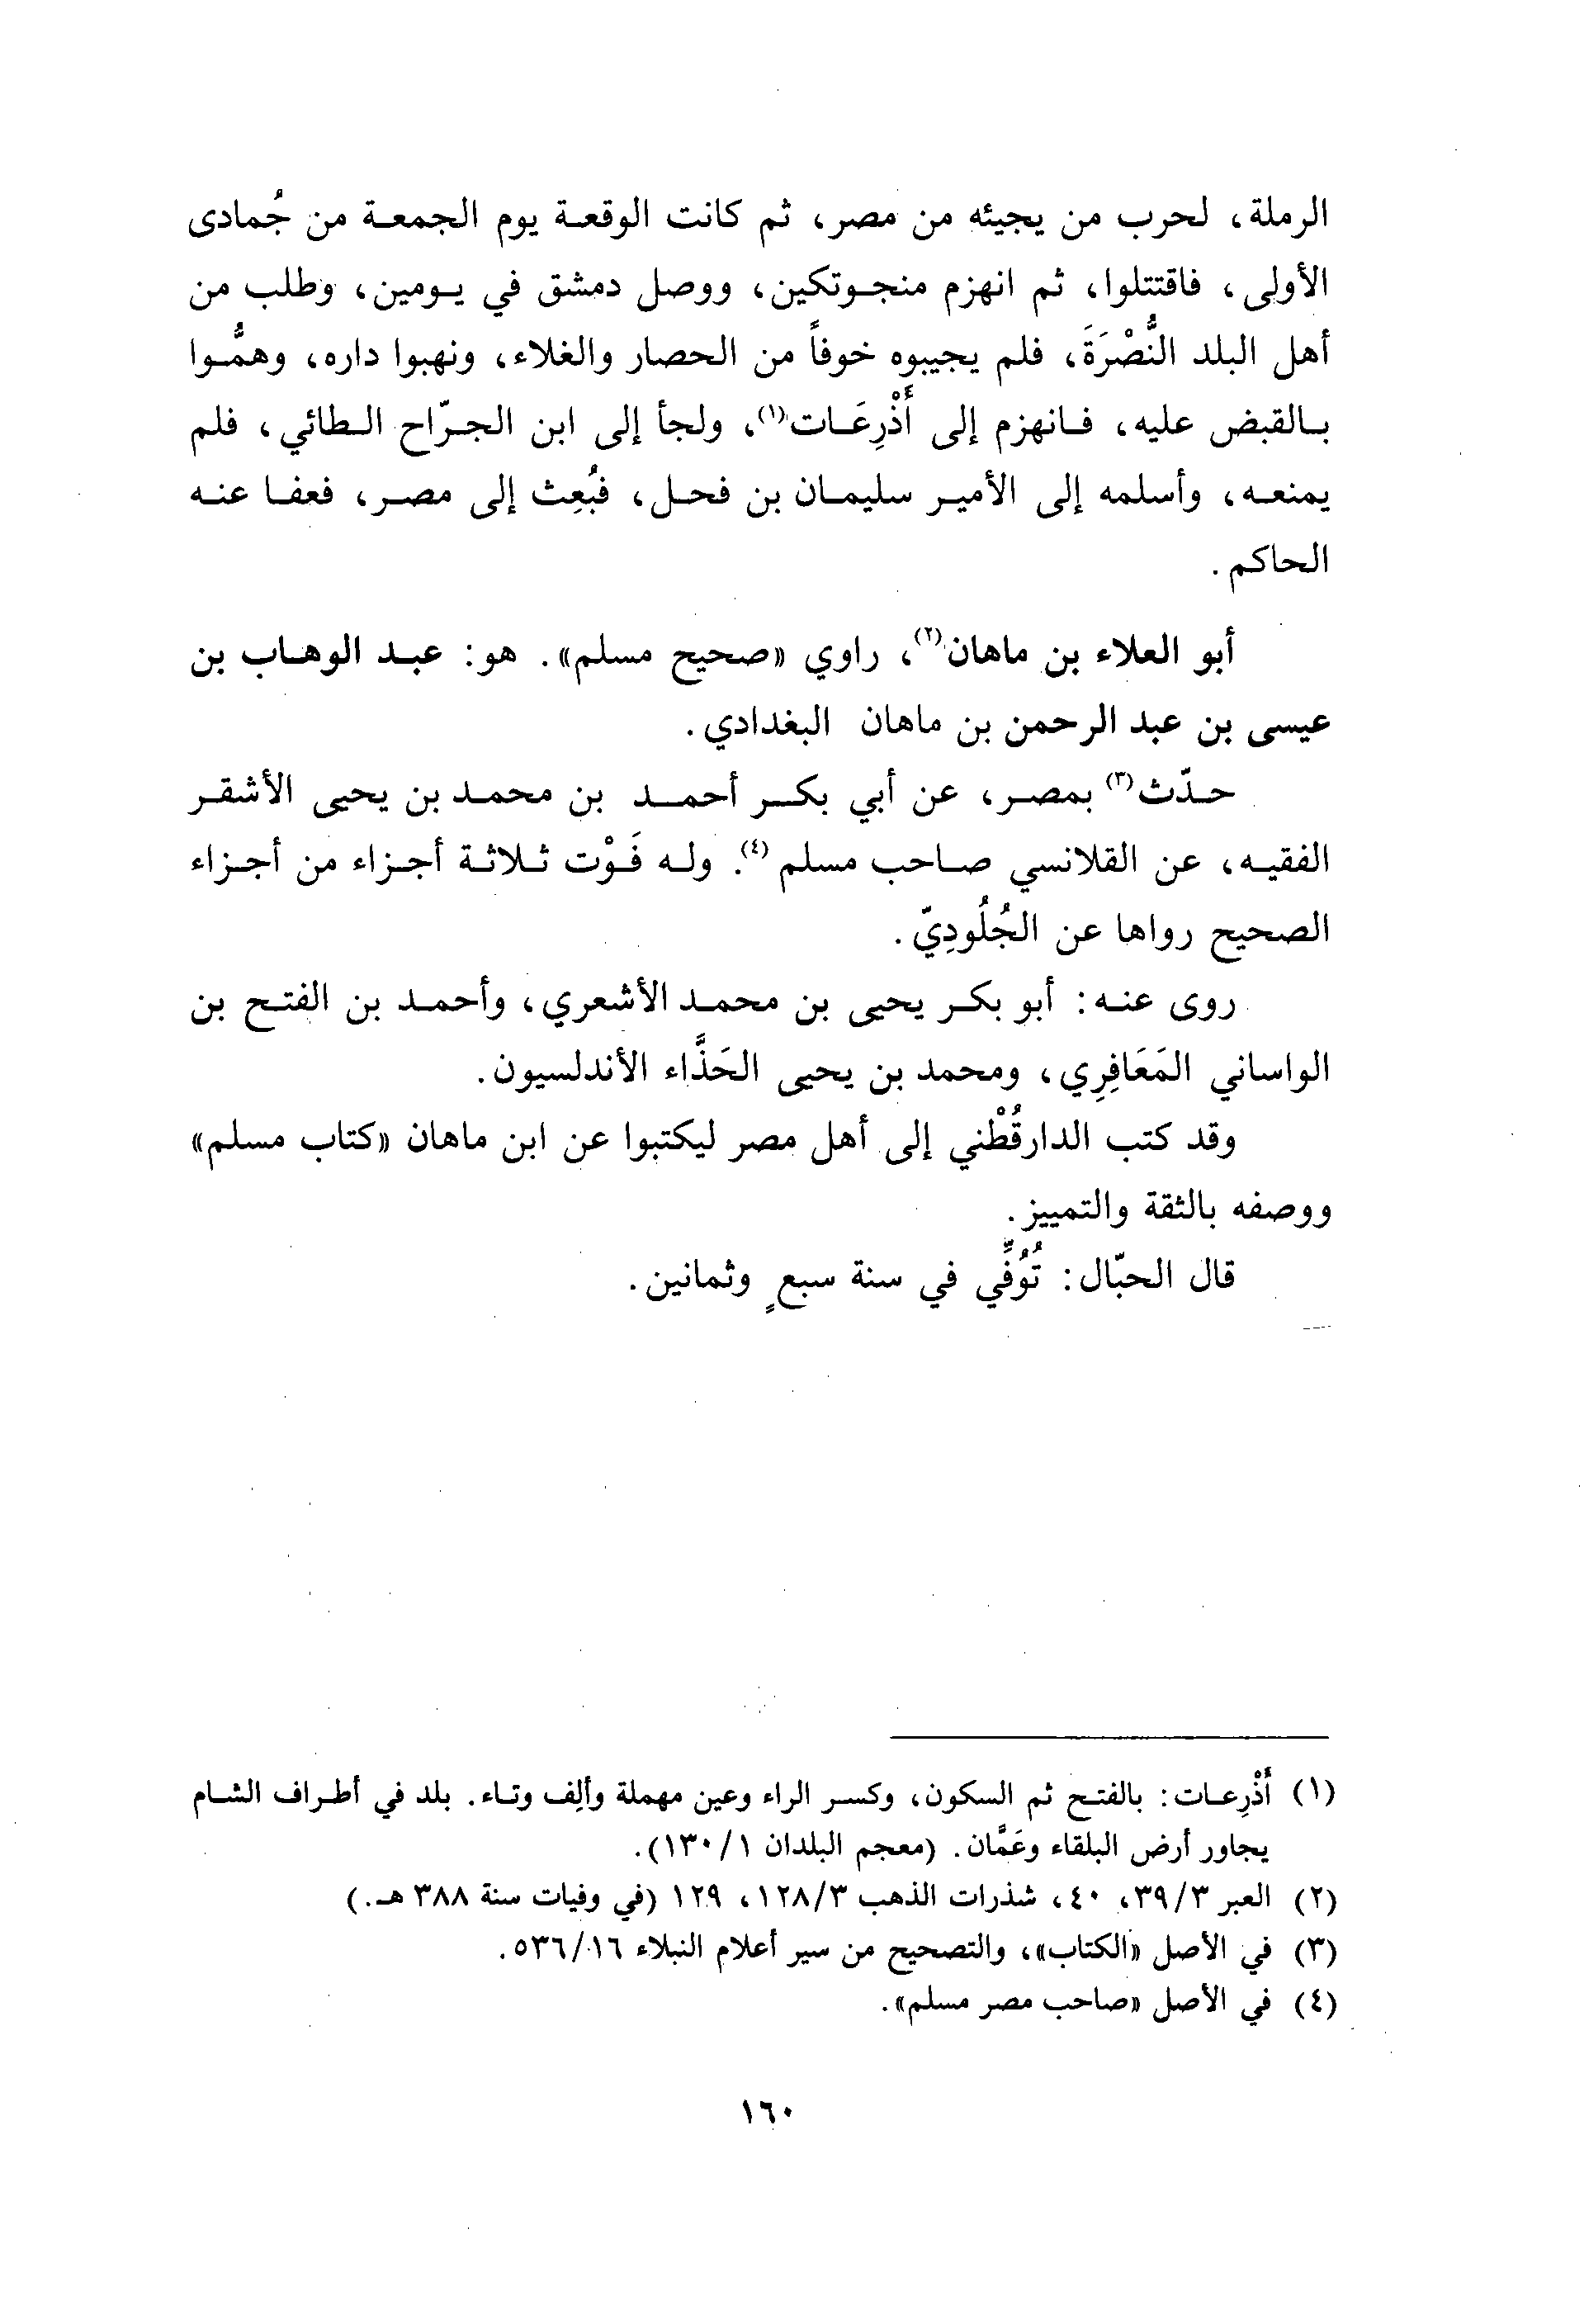 الرملة، لحرب من يجيئه من مصر، ثم كانت الوقعة يوم الجمعة من جُمادى
الأولى، فاقتتلوا، ثم انهزم منجوتكين، ووصل دمشق في يومين، وطلب من
أهل البلد النُّصْرَةَ، فلم يجيبوه خوفاً من الحصار والغلاء، ونهبوا داره، وهمُّوا
بالقبض عليه، فانهزم إلى أَذْرِعَات(١)، ولجأ إلى ابن الجرّاح الطائي، فلم
يمنعه، وأسلمه إلى الأمير سليمان بن فحل، فبُعِث إلى مصر، فعفا عنه
الحاكم.
أبو العلاء بن ماهان(٢)، راوي «صحيح مسلم». هو: عبد الوهاب بن
عيسى بن عبد الرحمن بن ماهان البغدادي.
حدّث(٣) بمصر، عن أبي بكر أحمد بن محمد بن يحيى الأشقر
الفقيه، عن القلانسي صاحب مسلم(٤). وله فَوْت ثلاثة أجزاء من أجزاء
الصحيح رواها عن الجُلُودِيّ.
روى عنه: أبو بكر يحيى بن محمد الأشعري، وأحمد بن الفتح بن
الواساني المَعَافِرِي، ومحمد بن يحيى الحَذَّاء الأندلسيون.
وقد كتب الدارقُطْني إلى أهل مصر ليكتبوا عن ابن ماهان «كتاب مسلم»
ووصفه بالثقة والتمييز.
قال الحبّال: تُوُفِّي في سنة سبعٍ وثمانين.
(١) أَذْرِعات: بالفتح ثم السكون، وكسر الراء وعين مهملة وألِف وتاء. بلد في أطراف الشام
يجاور أرض البلقاء وعَمَّان. (معجم البلدان ١/١٣٠).
(٢) العبر ٣/٣٩، ٤٠، شذرات الذهب ٣/١٢٨، ١٢٩ (في وفيات سنة ٣٨٨ هـ.)
(٣) في الأصل «الكتاب»، والتصحيح من سير أعلام النبلاء ١٦/٥٣٦.
(٤) في الأصل «صاحب مصر مسلم».
١٦٠